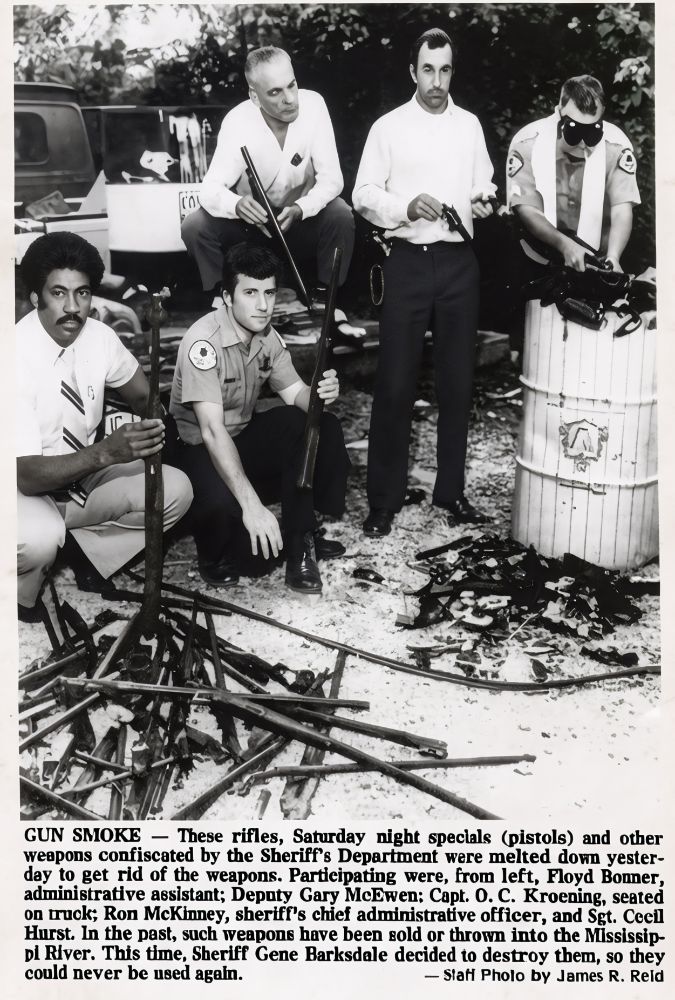 GUN SMOKE — These rifles, Saturday night specials (pistols) and other
weapons confiscated by the Sheriff's Department were melted down yester-
day to get rid of the weapons. Participating were, from left, Floyd Bonner,
administrative assistant; Deputy Gary McEwen; Capt. O. C. Kroening, seated
on truck; Ron McKinney, sheriff's chief administrative officer, and Sgt. Cecil
Hurst. In the past, such weapons have been sold or thrown into the Mississip-
pi River. This time, Sheriff Gene Barksdale decided to destroy them, so they
could never be used again. — Staff Photo by James R. Reid